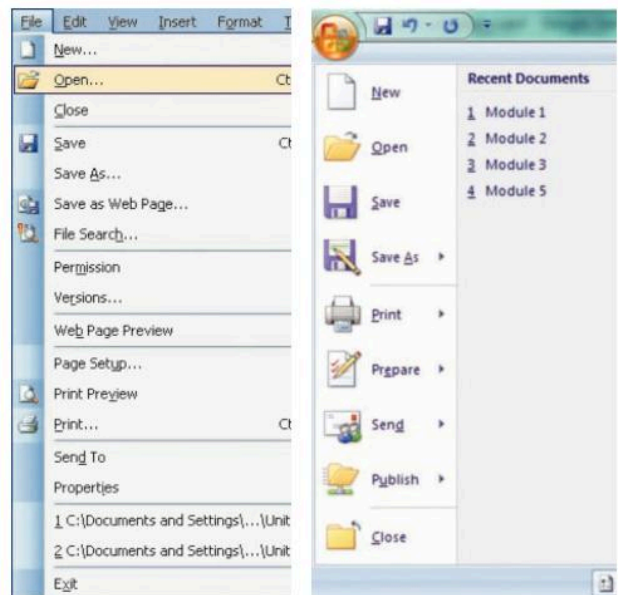 File Edit View Insert Format
New...
Open... Ct
Close
Save Ct
Save As...
Save as Web Page...
File Search...
Permission
Versions...
Web Page Preview
Page Setup...
Print Preview
Print... Ct
Send To
Properties
1 C:\Documents and Settings\...\Unit
2 C:\Documents and Settings\...\Unit
Exit
New
Open
Save
Save As
Print
Prepare
Send
Publish
Close
Recent Documents
1 Module 1
2 Module 2
3 Module 3
4 Module 5